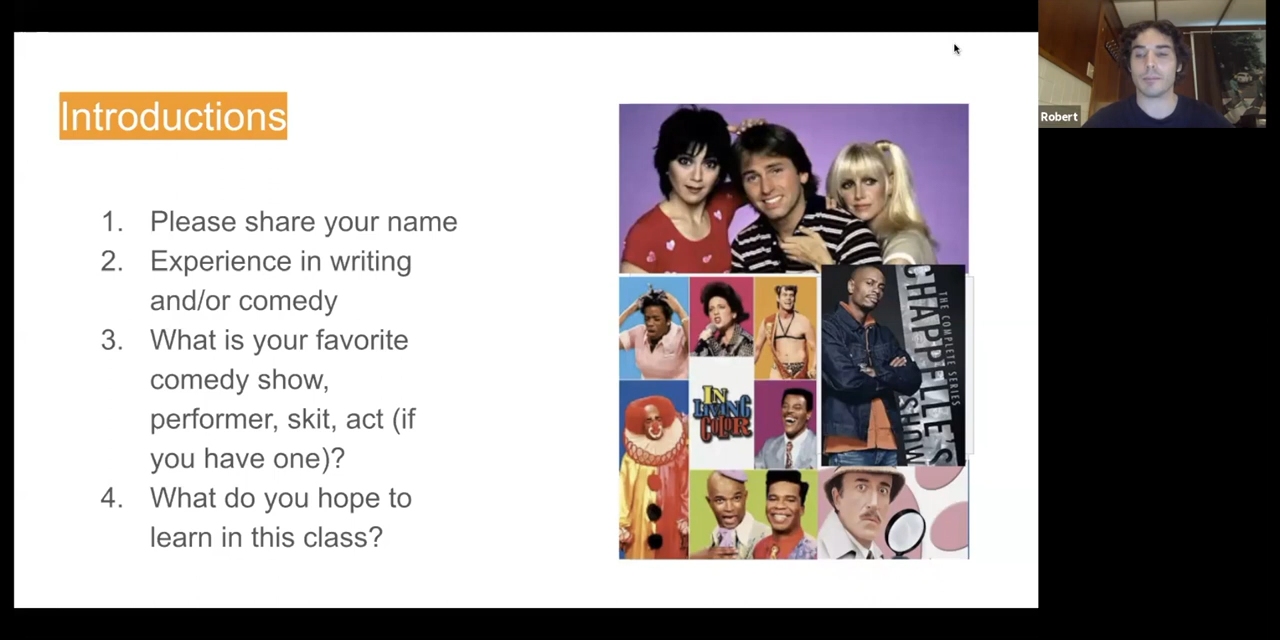 Introductions
1. Please share your name
2. Experience in writing
and/or comedy
3. What is your favorite
comedy show,
performer, skit, act (if
you have one)?
4. What do you hope to
learn in this class?
IN
LIVING
COLOR
CHAPPELLE'S
SHOW
THE COMPLETE SERIES
Robert